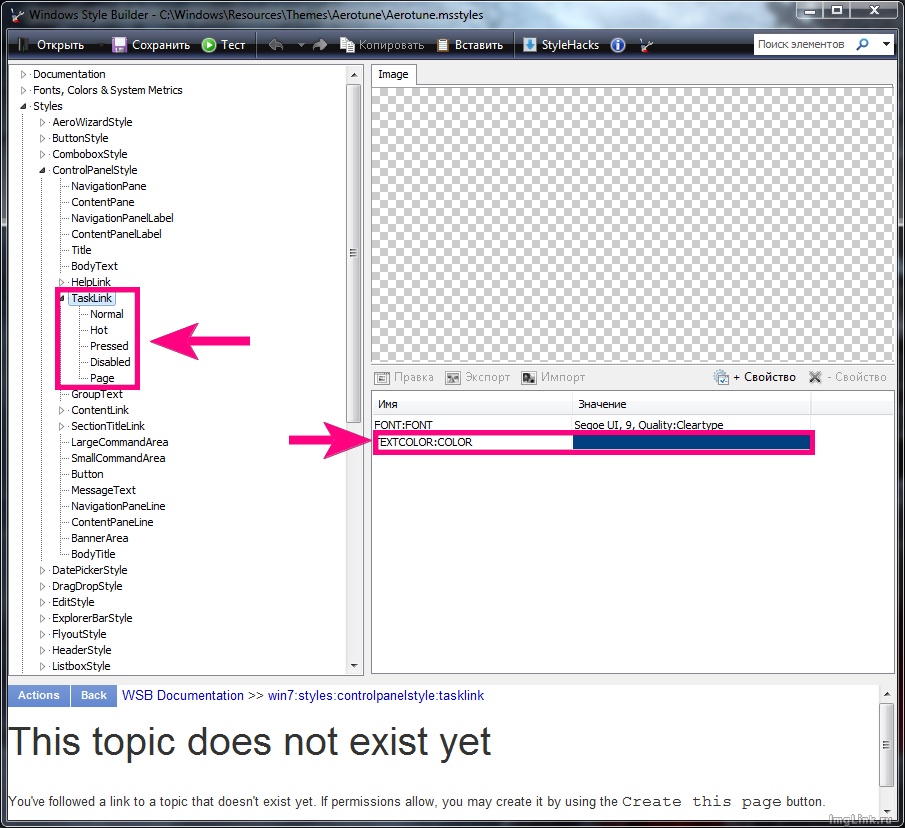 Windows Style Builder - C:\Windows\Resources\Themes\Aerotune\Aerotune.msstyles
Открыть Сохранить Тест Копировать Вставить StyleHacks Поиск элементов
Documentation
Fonts, Colors & System Metrics
Styles
AeroWizardStyle
ButtonStyle
ComboboxStyle
ControlPanelStyle
NavigationPane
ContentPane
NavigationPanelLabel
ContentPanelLabel
Title
BodyText
HelpLink
TaskLink
Normal
Hot
Pressed
Disabled
Page
GroupText
ContentLink
SectionTitleLink
LargeCommandArea
SmallCommandArea
Button
MessageText
NavigationPaneLine
ContentPaneLine
BannerArea
BodyTitle
DatePickerStyle
DragDropStyle
EditStyle
ExplorerBarStyle
FlyoutStyle
HeaderStyle
ListboxStyle
Image
Правка Экспорт Импорт + Свойство - Свойство
Имя Значение
FONT:FONT Segoe UI, 9, Quality:Cleartype
TEXTCOLOR:COLOR
Actions Back WSB Documentation >> win7:styles:controlpanelstyle:tasklink
This topic does not exist yet
You've followed a link to a topic that doesn't exist yet. If permissions allow, you may create it by using the Create this page button.
ImgLink.ru